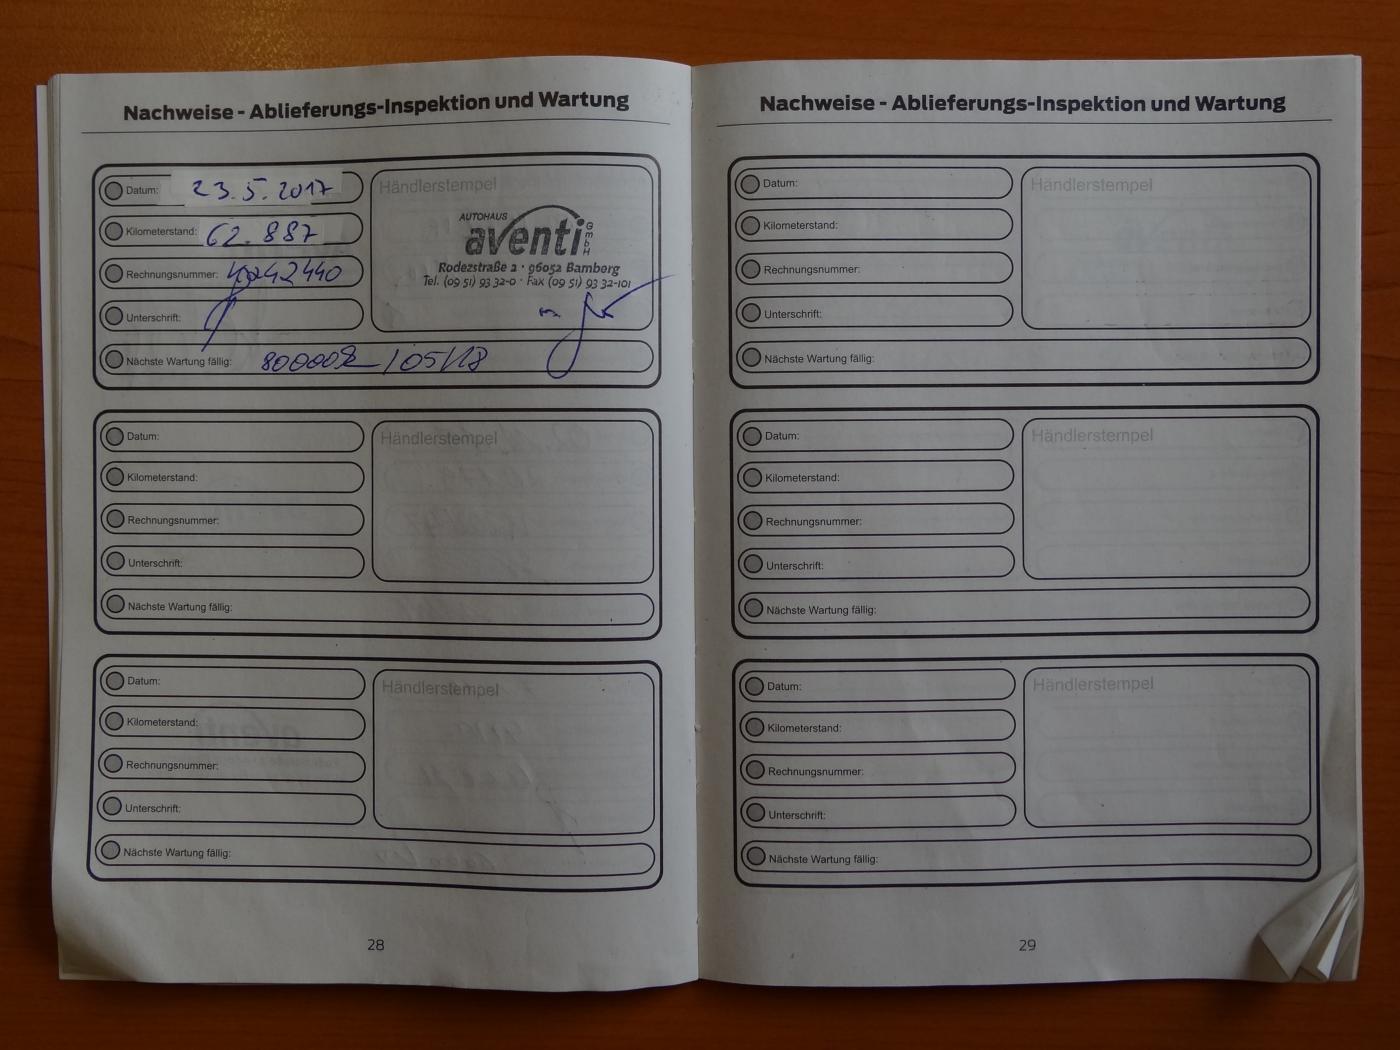 Nachweise - Ablieferungs-Inspektion und Wartung
Datum: 23.5.2017
Kilometerstand: 62.887
Rechnungsnummer:
Unterschrift:
Nächste Wartung fällig: / 05/18
Händlerstempel
AUTOHAUS
aventi GmbH
Rodezstraße 2 · 96052 Bamberg
Tel. (09 51) 93 32-0 · Fax (09 51) 93 32-101
Datum:
Kilometerstand:
Rechnungsnummer:
Unterschrift:
Nächste Wartung fällig:
Händlerstempel
Datum:
Kilometerstand:
Rechnungsnummer:
Unterschrift:
Nächste Wartung fällig:
Händlerstempel
28
Nachweise - Ablieferungs-Inspektion und Wartung
Datum:
Kilometerstand:
Rechnungsnummer:
Unterschrift:
Nächste Wartung fällig:
Händlerstempel
Datum:
Kilometerstand:
Rechnungsnummer:
Unterschrift:
Nächste Wartung fällig:
Händlerstempel
Datum:
Kilometerstand:
Rechnungsnummer:
Unterschrift:
Nächste Wartung fällig:
Händlerstempel
29